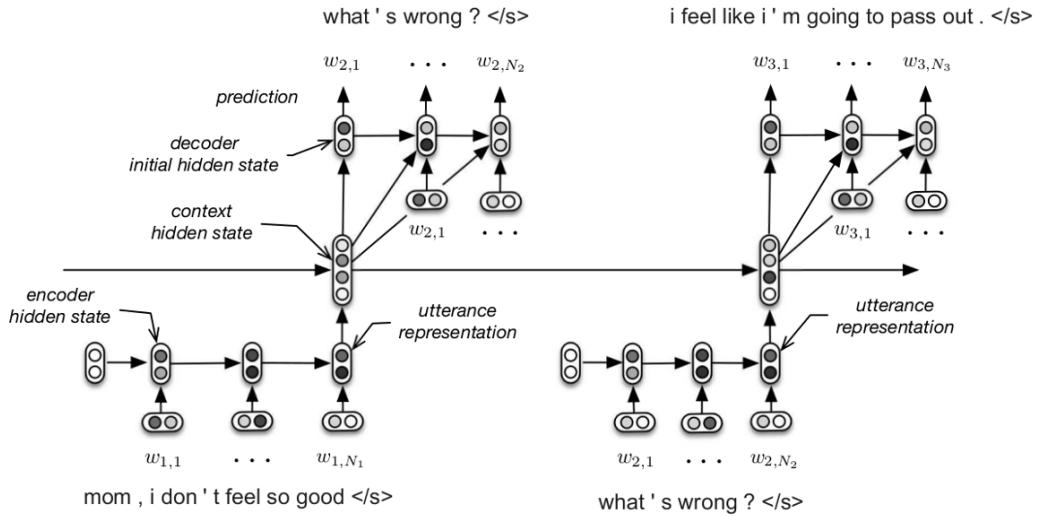 what ' s wrong ? </s>
i feel like i ' m going to pass out . </s>
w2,1 · · · w2,N2
w3,1 · · · w3,N3
prediction
decoder
initial hidden state
context
hidden state
w2,1 · · ·
w3,1 · · ·
encoder
hidden state
utterance
representation
utterance
representation
w1,1 · · · w1,N1
w2,1 · · · w2,N2
mom , i don ' t feel so good </s>
what ' s wrong ? </s>